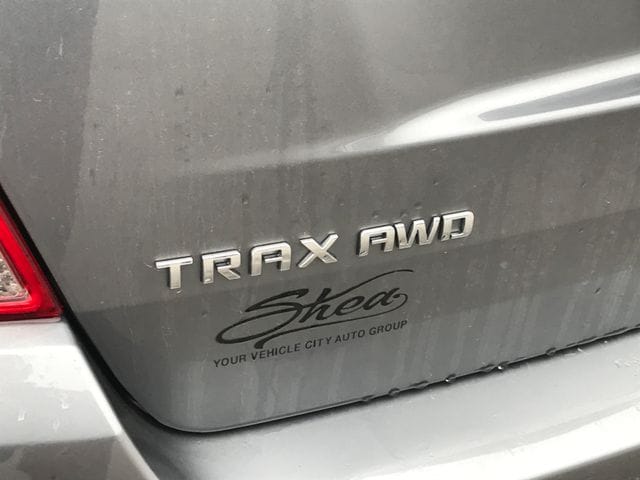 TRAX AWD
Shea
YOUR VEHICLE CITY AUTO GROUP